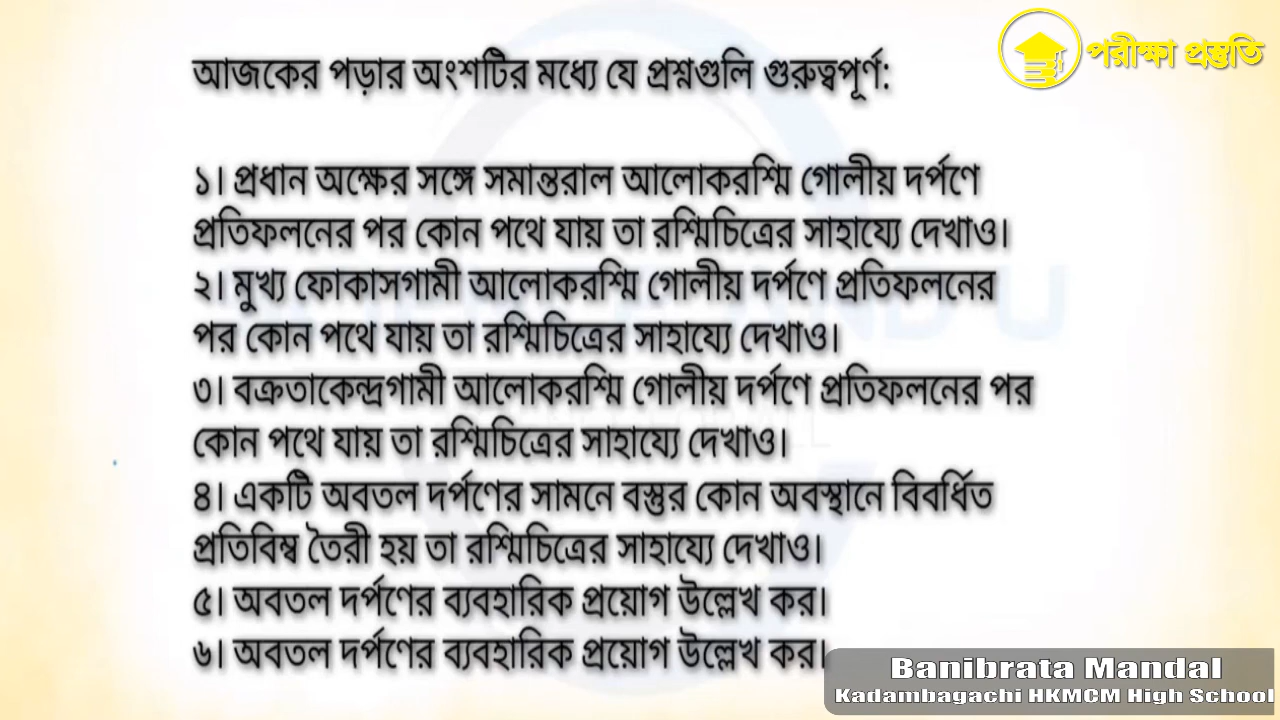 পরীক্ষা প্রস্তুতি
আজকের পড়ার অংশটির মধ্যে যে প্রশ্নগুলি গুরুত্বপূর্ণ:
১। প্রধান অক্ষের সঙ্গে সমান্তরাল আলোকরশ্মি গোলীয় দর্পণে
প্রতিফলনের পর কোন পথে যায় তা রশ্মিচিত্রের সাহায্যে দেখাও।
২। মুখ্য ফোকাসগামী আলোকরশ্মি গোলীয় দর্পণে প্রতিফলনের
পর কোন পথে যায় তা রশ্মিচিত্রের সাহায্যে দেখাও।
৩। বক্রতাকেন্দ্রগামী আলোকরশ্মি গোলীয় দর্পণে প্রতিফলনের পর
কোন পথে যায় তা রশ্মিচিত্রের সাহায্যে দেখাও।
৪। একটি অবতল দর্পণের সামনে বস্তুর কোন অবস্থানে বিবর্ধিত
প্রতিবিম্ব তৈরী হয় তা রশ্মিচিত্রের সাহায্যে দেখাও।
৫। অবতল দর্পণের ব্যবহারিক প্রয়োগ উল্লেখ কর।
৬। অবতল দর্পণের ব্যবহারিক প্রয়োগ উল্লেখ কর।
Banibrata Mandal
Kadambagachi HKMCM High School